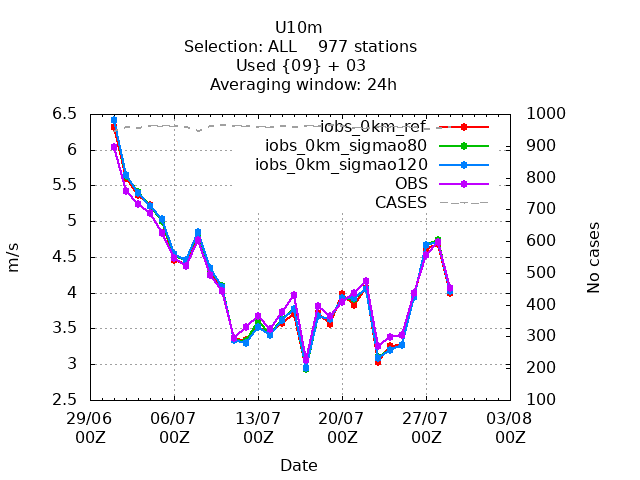 U10m
Selection: ALL    977 stations
Used {09} + 03
Averaging window: 24h
6.5
6
5.5
5
4.5
4
3.5
3
2.5
m/s
1000
900
800
700
600
500
400
300
200
100
No cases
iobs_0km_ref
iobs_0km_sigmao80
iobs_0km_sigmao120
OBS
CASES
29/06 06/07 13/07 20/07 27/07 03/08
00Z 00Z 00Z 00Z 00Z 00Z
Date